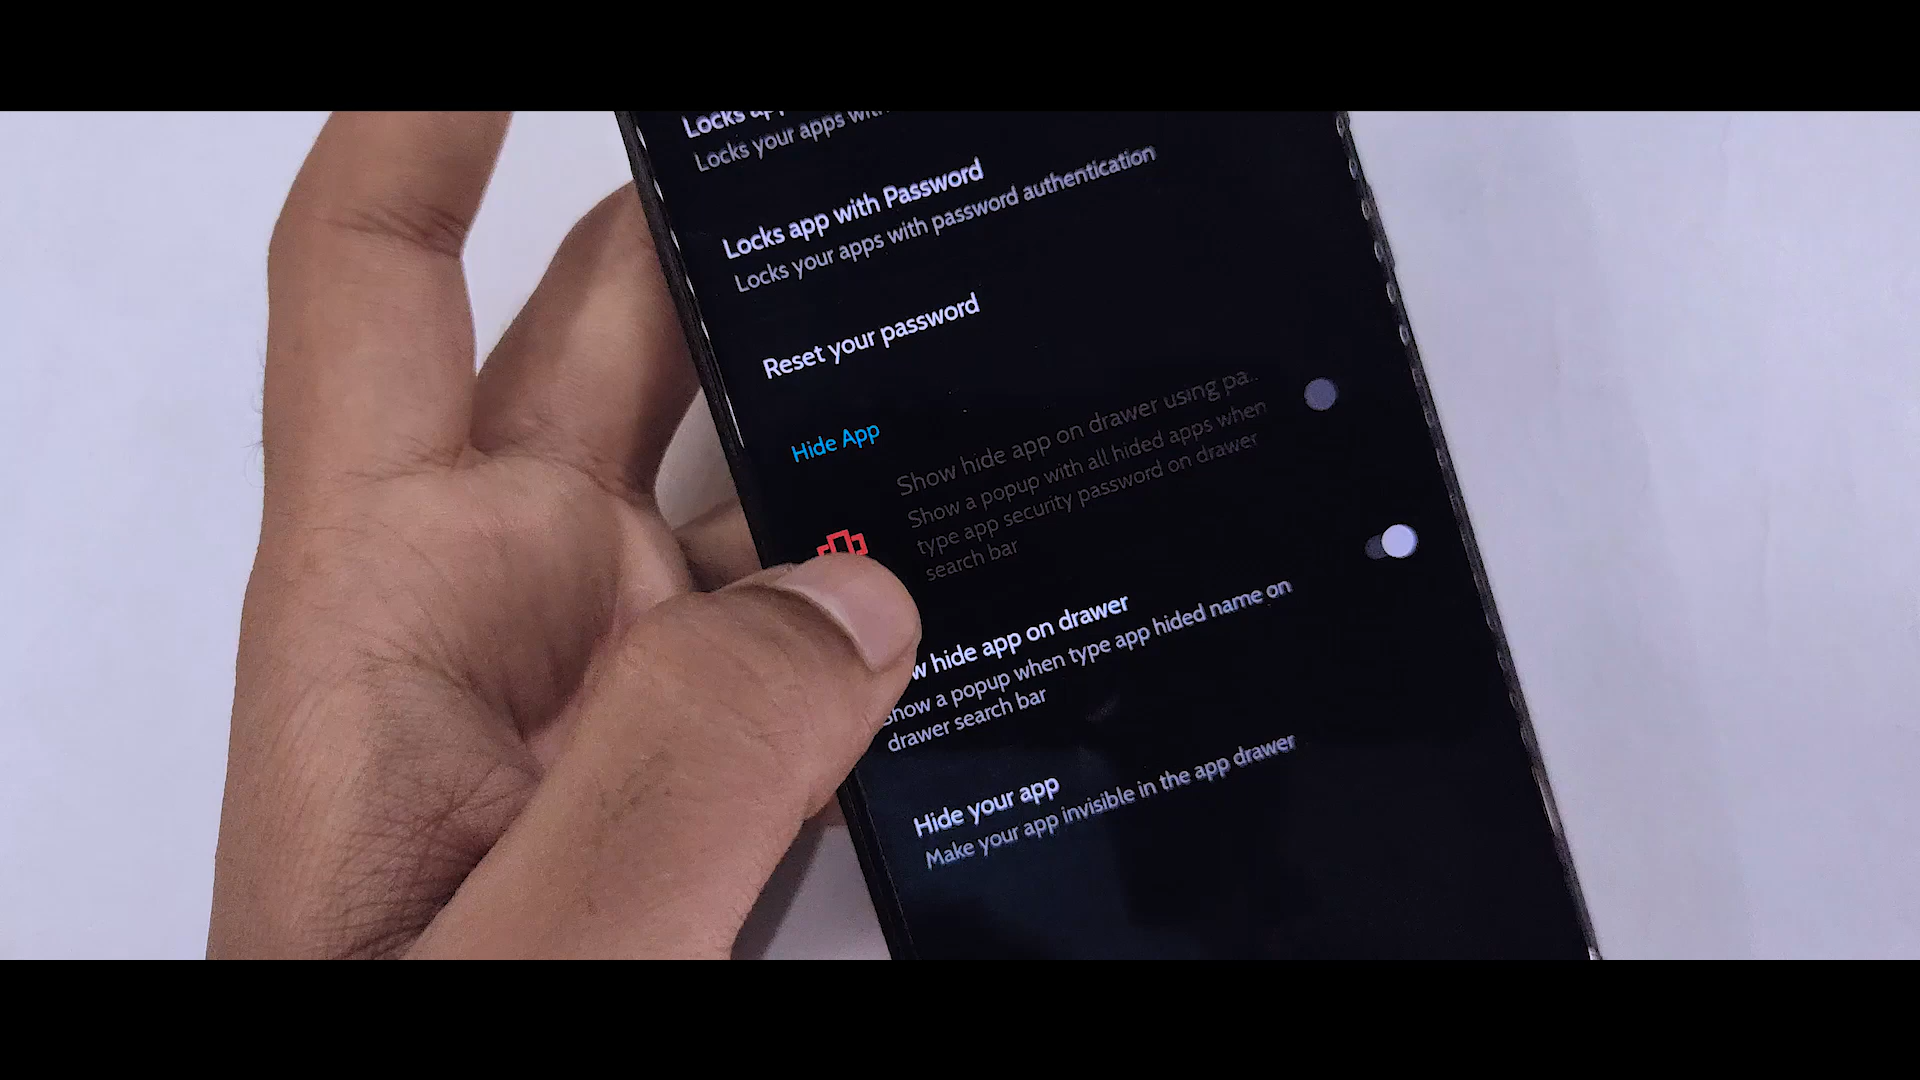 Locks
Locks your apps
Locks app with Password
Locks your apps with password authentication
Reset your password
Hide App
Show hide app on drawer using pa..
Show a popup with all hided apps when
type app security password on drawer
search bar
hide app on drawer
Show a popup when type app hided name on
drawer search bar
Hide your app
Make your app invisible in the app drawer